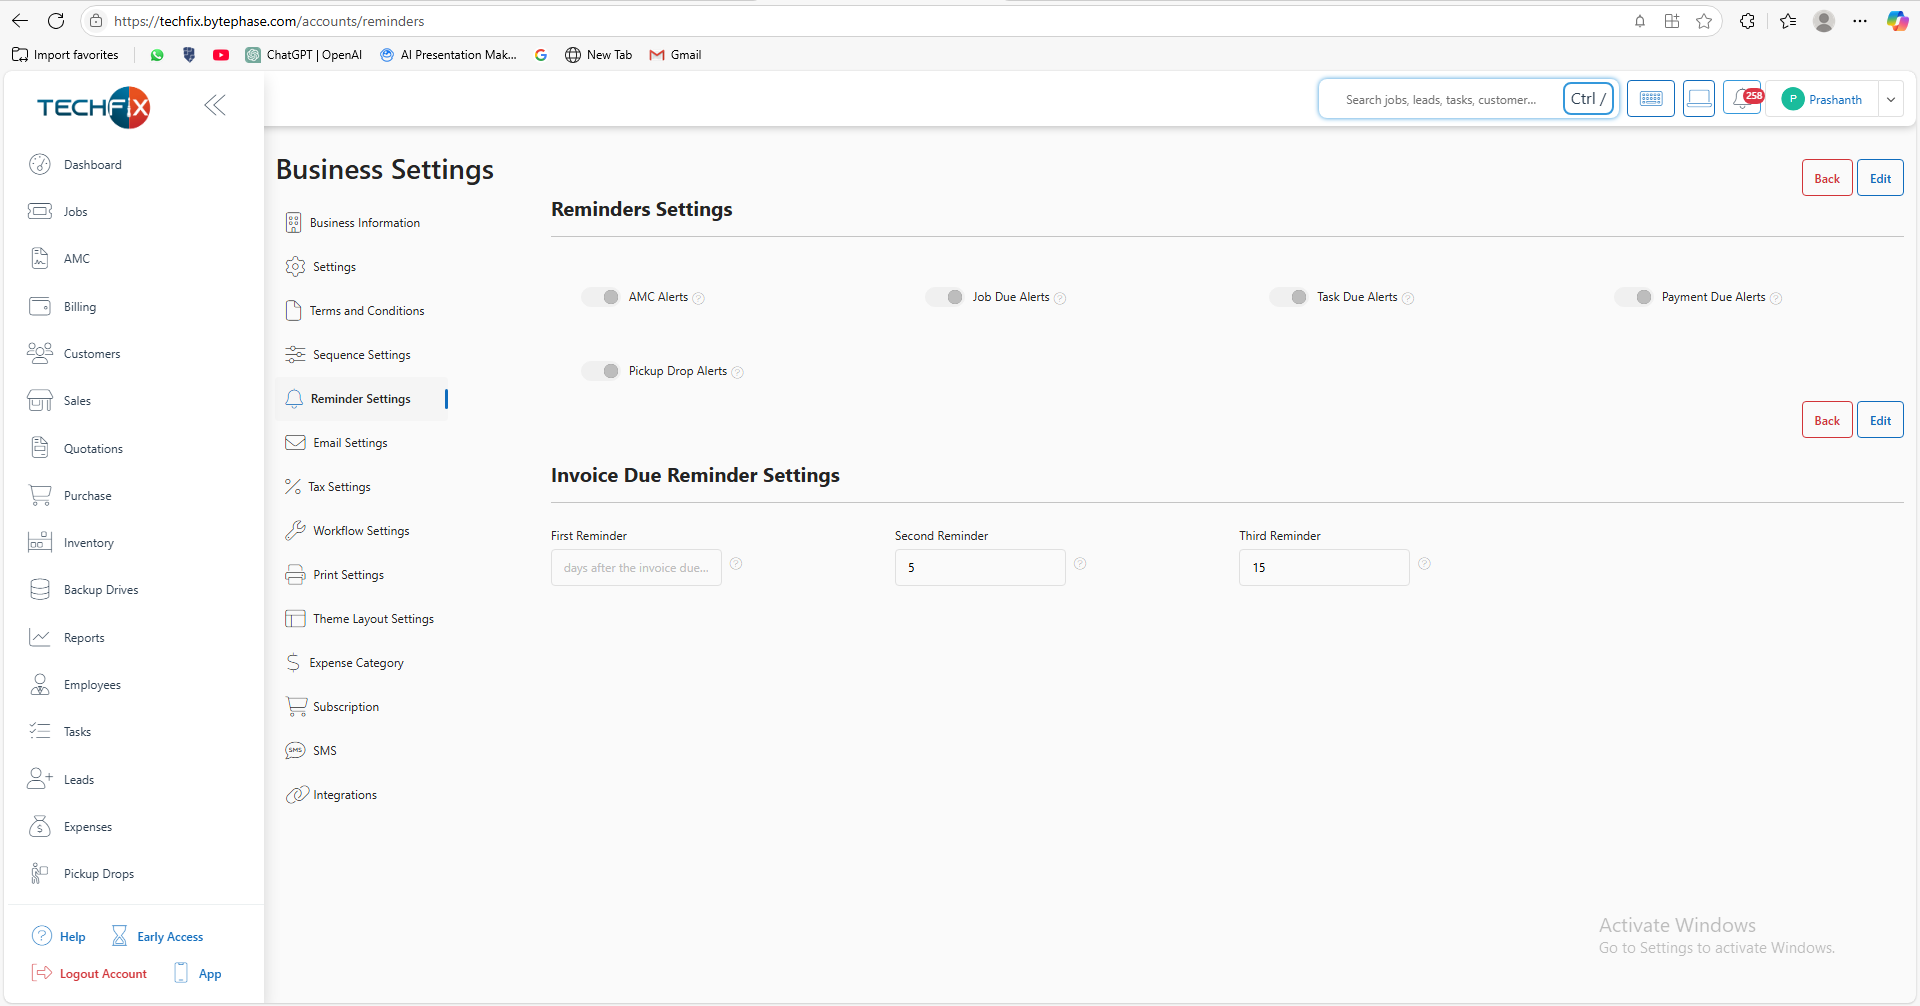 https://techfix.bytephase.com/accounts/reminders
Import favorites
ChatGPT | OpenAI
AI Presentation Mak...
New Tab
Gmail
TECHFIX
Search jobs, leads, tasks, customer...
Ctrl /
258
P
Prashanth
Dashboard
Jobs
AMC
Billing
Customers
Sales
Quotations
Purchase
Inventory
Backup Drives
Reports
Employees
Tasks
Leads
Expenses
Pickup Drops
Help
Early Access
Logout Account
App
Business Settings
Back
Edit
Business Information
Settings
Terms and Conditions
Sequence Settings
Reminder Settings
Email Settings
Tax Settings
Workflow Settings
Print Settings
Theme Layout Settings
Expense Category
Subscription
SMS
SMS
Integrations
Reminders Settings
AMC Alerts ?
Job Due Alerts ?
Task Due Alerts ?
Payment Due Alerts ?
Pickup Drop Alerts ?
Back
Edit
Invoice Due Reminder Settings
First Reminder
days after the invoice due...
?
Second Reminder
5
?
Third Reminder
15
?
Activate Windows
Go to Settings to activate Windows.